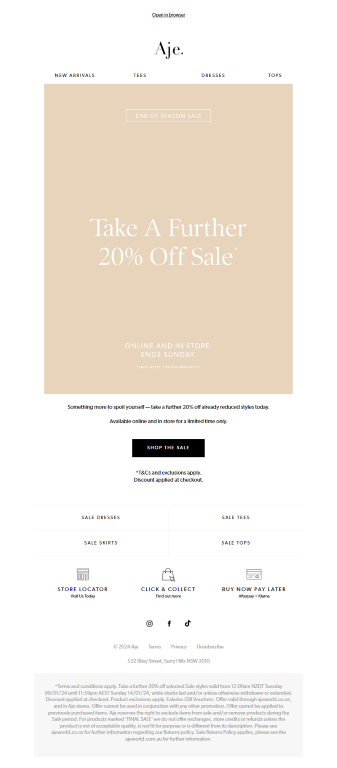 Open in browser
Aje.
NEW ARRIVALS TEES DRESSES TOPS
END OF SEASON SALE
Take A Further
20% Off Sale*
ONLINE AND IN STORE.
ENDS SUNDAY.
Something more to spoil yourself — take a further 20% off already reduced styles for today.
Available online and in store for a limited time only.
SHOP THE SALE
*T&Cs and exclusions apply.
Discount applied at checkout.
SALE DRESSES SALE TEES
SALE SKIRTS SALE TOPS
STORE LOCATOR CLICK & COLLECT BUY NOW PAY LATER
Visit Us Today Find out more Afterpay + Klarna
© 2024 Aje Terms Privacy Unsubscribe
532 Riley Street, Surry Hills NSW 2010
*Terms and conditions apply. Take a further 20% off selected Sale styles valid from 12:00am NZDT Tuesday
09/01/24 until 11:59pm AEST Sunday 14/01/24, while stocks last and/or unless otherwise withdrawn or extended.
Discount applied at checkout. Product exclusions apply. Excludes Gift Vouchers. Offer valid through ajeworld.co.nz,
and in Aje stores. Offer cannot be used in conjunction with any other promotion. Offer cannot be applied to
previously purchased items. Aje reserves the right to exclude items from sale and/or remove products during the
Sale period. For products marked 'FINAL SALE' we do not offer exchanges, store credits or refunds unless the
product is not of acceptable quality, is not fit for purpose or is otherwise faulty. Please see
ajeworld.co.nz for further information regarding our Returns policy. Sale Returns Policy applies, please see the
ajeworld.com.au for further information.